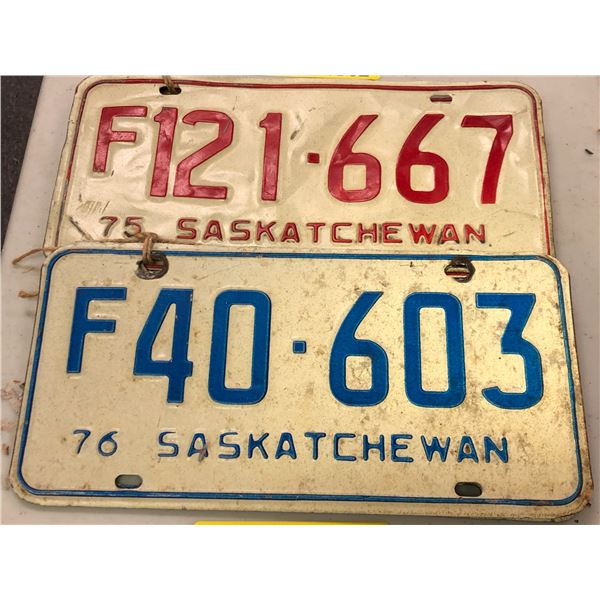 F121·667
75 SASKATCHEWAN
F40·603
76 SASKATCHEWAN